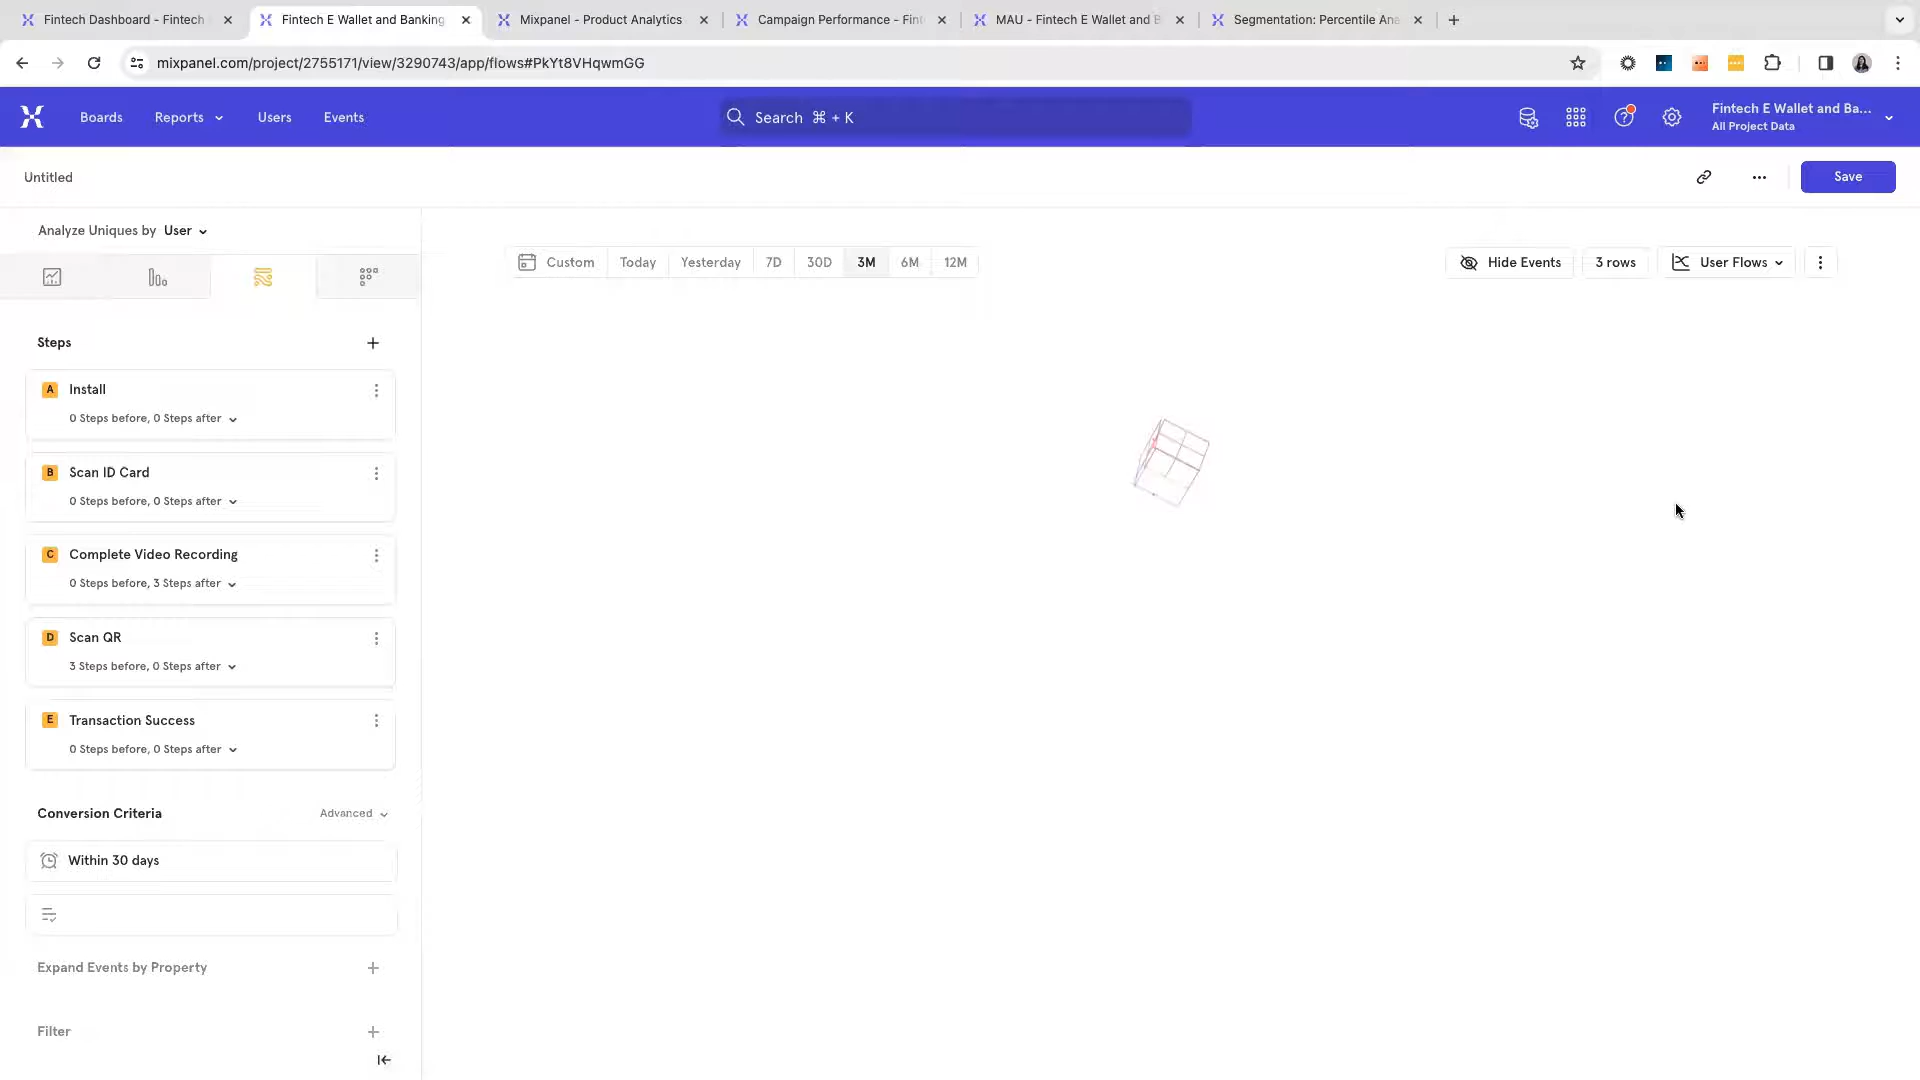 Fintech Dashboard - Fintech
Fintech E Wallet and Banking
Mixpanel - Product Analytics
Campaign Performance - Fint
MAU - Fintech E Wallet and B
Segmentation: Percentile Ana
mixpanel.com/project/2755171/view/3290743/app/flows#PkYt8VHqwmGG
Boards
Reports
Users
Events
Search ⌘ + K
Fintech E Wallet and Ba...
All Project Data
Untitled
Save
Analyze Uniques by User
Custom
Today
Yesterday
7D
30D
3M
6M
12M
Hide Events
3 rows
User Flows
Steps
A Install
0 Steps before, 0 Steps after
B Scan ID Card
0 Steps before, 0 Steps after
C Complete Video Recording
0 Steps before, 3 Steps after
D Scan QR
3 Steps before, 0 Steps after
E Transaction Success
0 Steps before, 0 Steps after
Conversion Criteria
Advanced
Within 30 days
Expand Events by Property
Filter